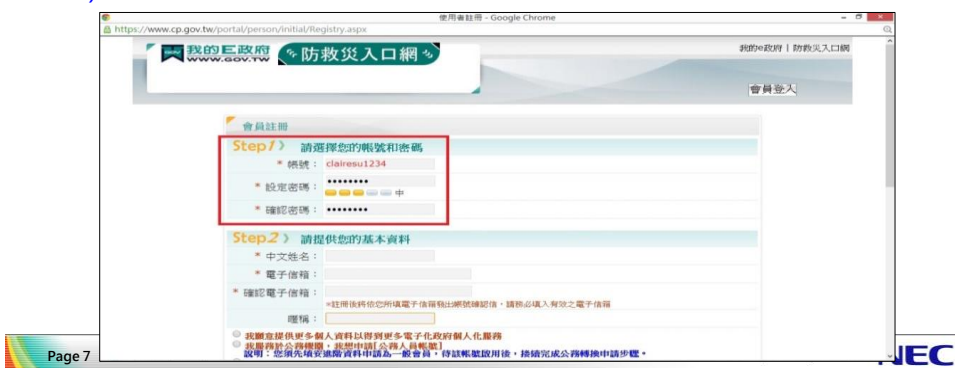 使用者註冊 - Google Chrome
https://www.cp.gov.tw/portal/person/initial/Registry.aspx
我的E政府
www.gov.tw
防救災入口網
我的e政府 | 防救災入口網
會員登入
會員註冊
Step1》 請選擇您的帳號和密碼
* 帳號： clairesu1234
* 設定密碼： ••••••••
中
* 確認密碼： ••••••••
Step2》 請提供您的基本資料
* 中文姓名：
* 電子信箱：
* 確認電子信箱：
*註冊後將依您所填電子信箱發出帳號確認信，請務必填入有效之電子信箱
暱稱：
我願意提供更多個人資料以得到更多電子化政府個人化服務
我服務於公務機關，我想申請[公務人員帳號]
說明：您須先填妥進階資料申請為一般會員，待該帳號啟用後，接續完成公務轉換申請步驟。
Page 7
NEC